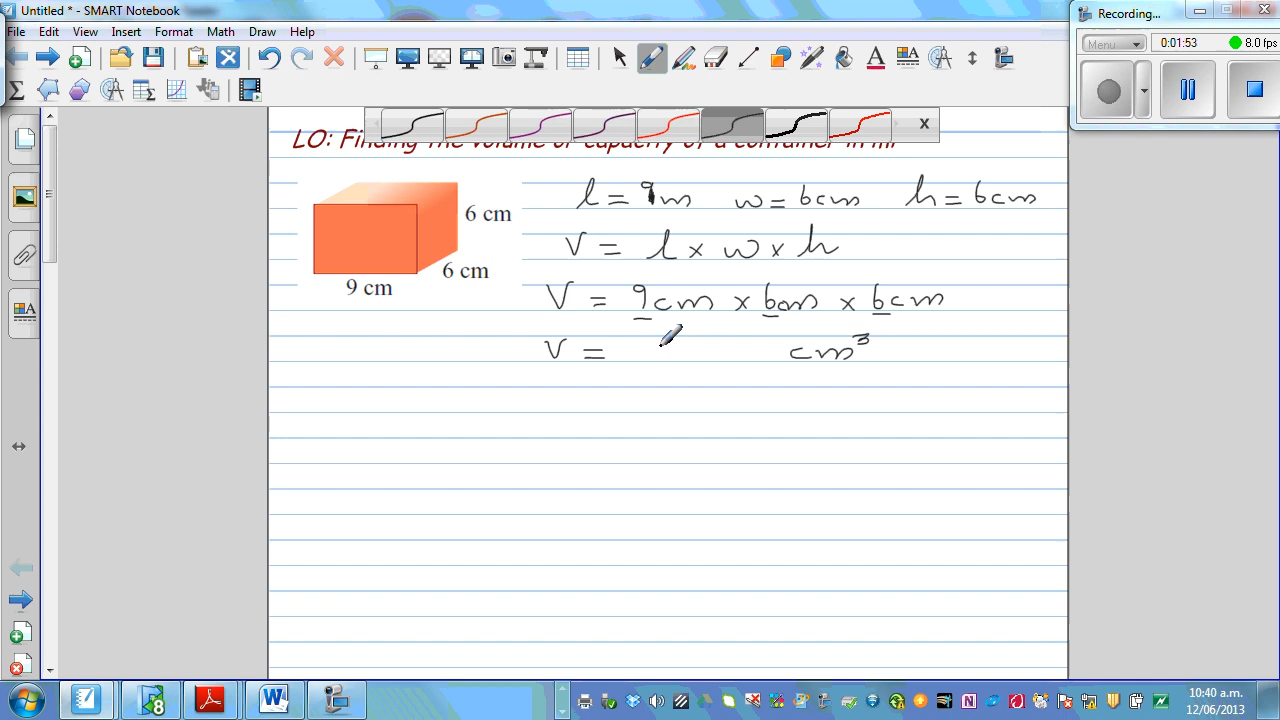 Untitled * - SMART Notebook
Recording...
File Edit View Insert Format Math Draw Help
Menu
0:01:53
8.0 fps
x
LO: Finding the volume or capacity of a container in ml
l = 9m w = 6cm h = 6cm
6 cm
V = l x w x h
6 cm
9 cm
V = 9cm x 6cm x 6cm
V = cm³
10:40 a.m.
12/06/2013